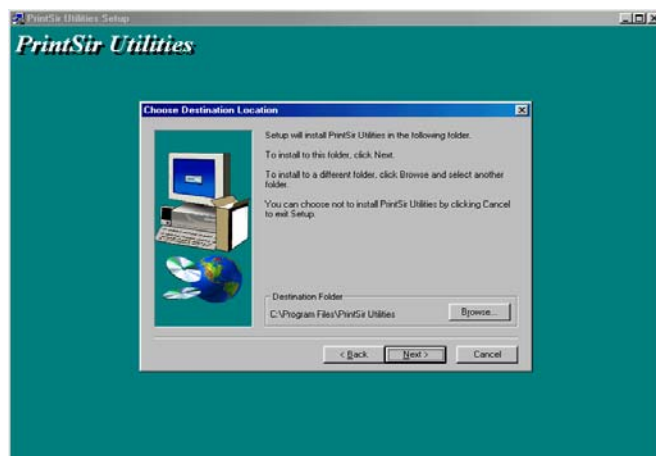 PrintSir Utilities Setup
PrintSir Utilities
Choose Destination Location
Setup will install PrintSir Utilities in the following folder.
To install to this folder, click Next.
To install to a different folder, click Browse and select another
folder.
You can choose not to install PrintSir Utilities by clicking Cancel
to exit Setup.
Destination Folder
C:\Program Files\PrintSir Utilities
Browse...
< Back
Next >
Cancel